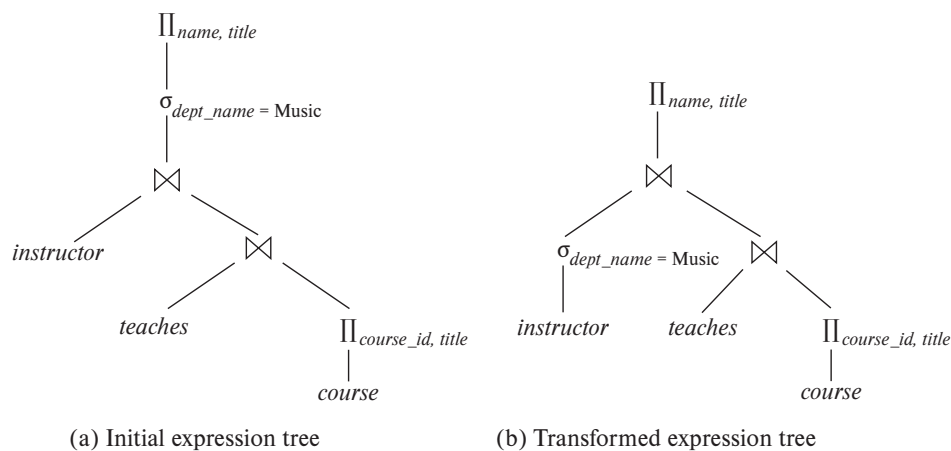 ∏name, title
σdept_name = Music
⋈
instructor
⋈
teaches
∏course_id, title
course
(a) Initial expression tree
∏name, title
⋈
σdept_name = Music
⋈
instructor
teaches
∏course_id, title
course
(b) Transformed expression tree